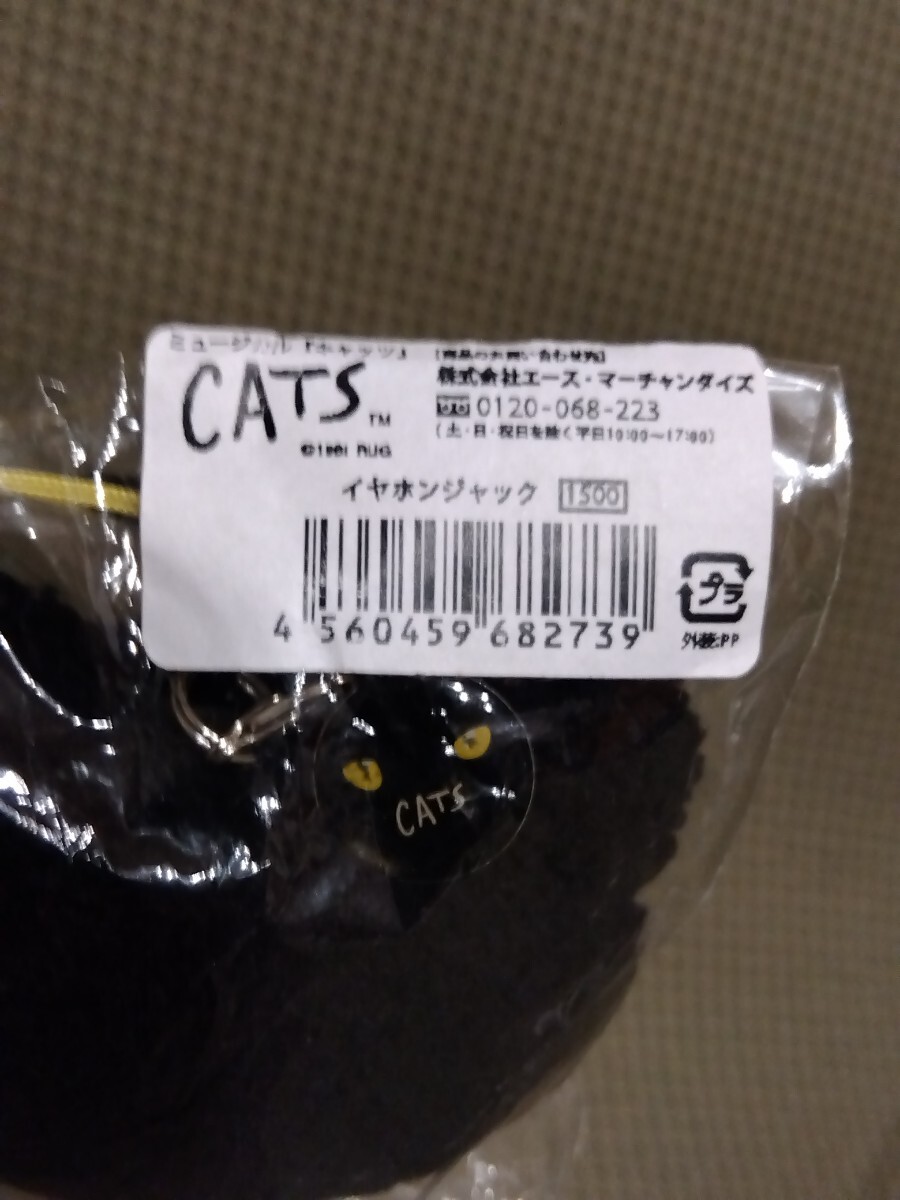 ミュージカル『キャッツ』
CATS™
©1981 RUG
[商品のお問い合わせ先]
株式会社エース・マーチャンダイズ
0120-068-223
(土・日・祝日を除く平日10:00~17:00)
イヤホンジャック 1500
4 560459 682739
プラ
外装:PP
CATS